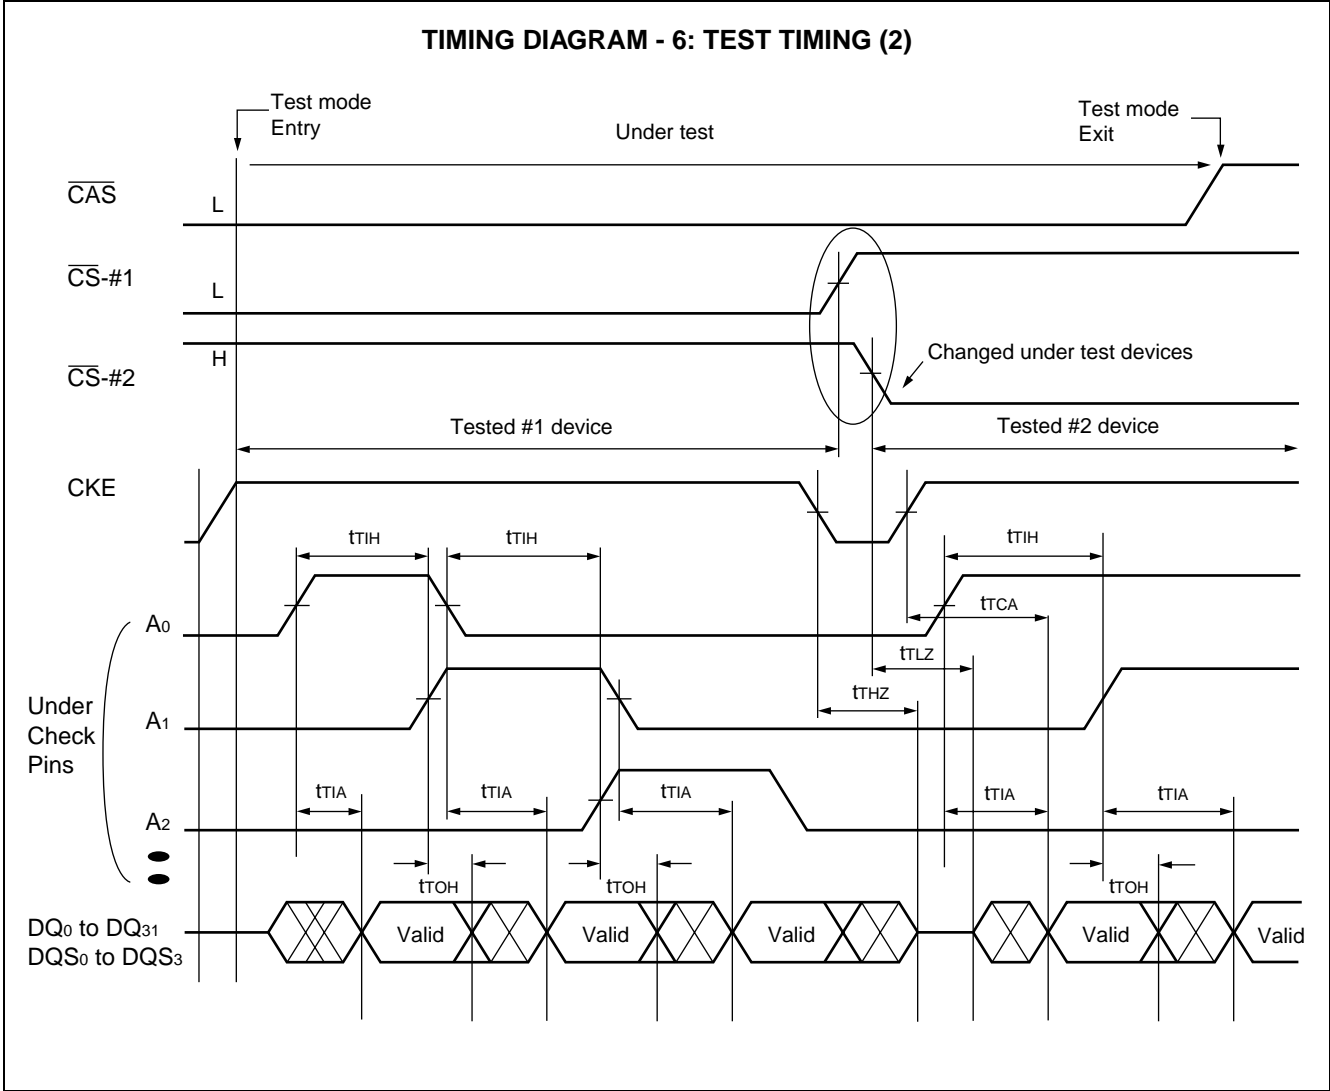 TIMING DIAGRAM - 6: TEST TIMING (2)
Test mode
Entry
Under test
Test mode
Exit
CAS
L
CS-#1
L
CS-#2
H
Changed under test devices
Tested #1 device
Tested #2 device
CKE
tTIH
tTIH
tTIH
A0
tTCA
tTLZ
tTHZ
Under
Check
Pins
A1
tTIA
tTIA
tTIA
tTIA
tTIA
A2
tTOH
tTOH
tTOH
DQ0 to DQ31
DQS0 to DQS3
Valid
Valid
Valid
Valid
Valid